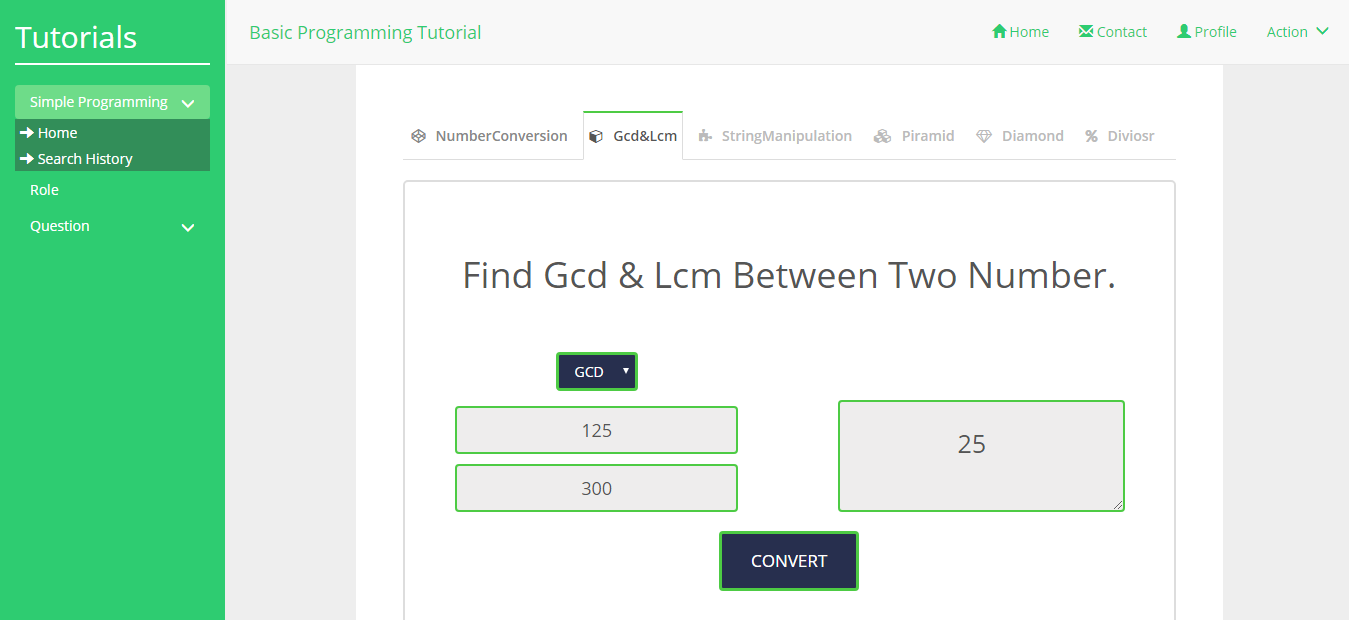 Tutorials
Simple Programming
Home
Search History
Role
Question
Basic Programming Tutorial
Home Contact Profile Action
NumberConversion Gcd&Lcm StringManipulation Piramid Diamond Diviosr
Find Gcd & Lcm Between Two Number.
GCD
125
300
25
CONVERT